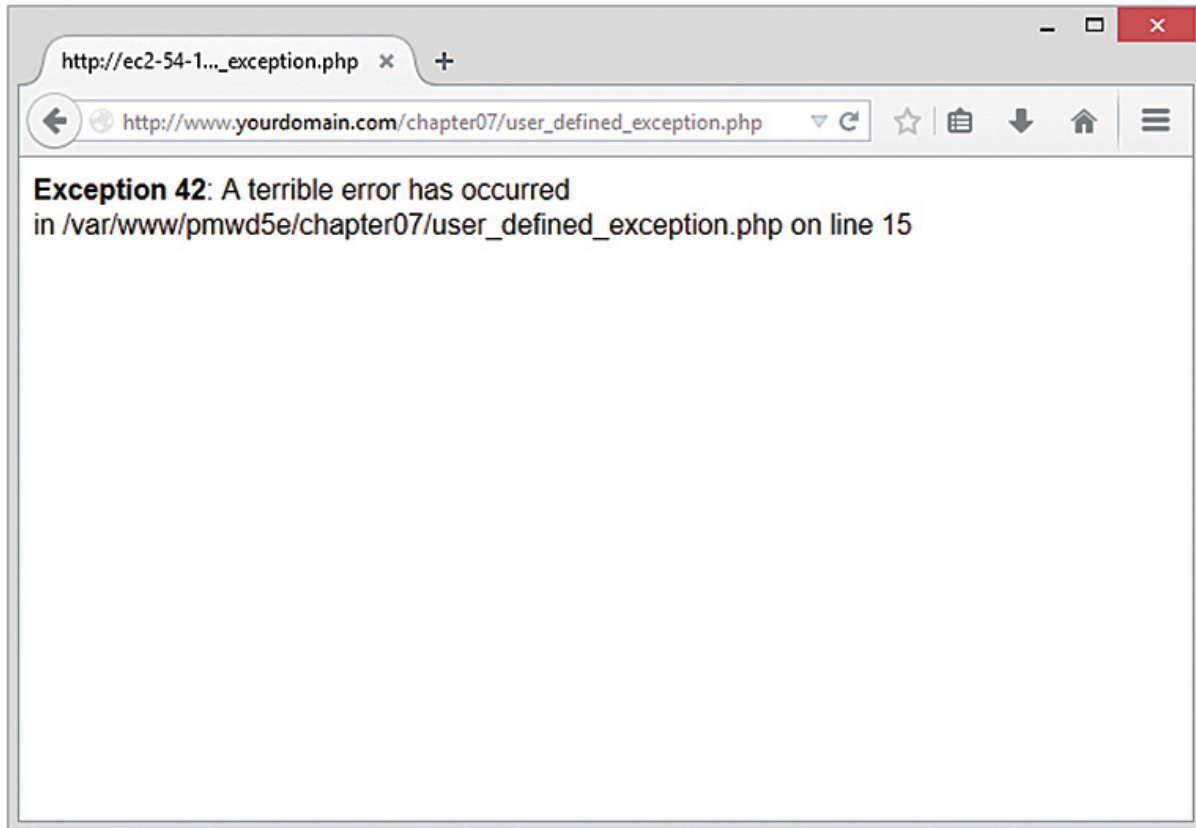 http://ec2-54-1..._exception.php
http://www.yourdomain.com/chapter07/user_defined_exception.php
Exception 42: A terrible error has occurred
in /var/www/pmwd5e/chapter07/user_defined_exception.php on line 15